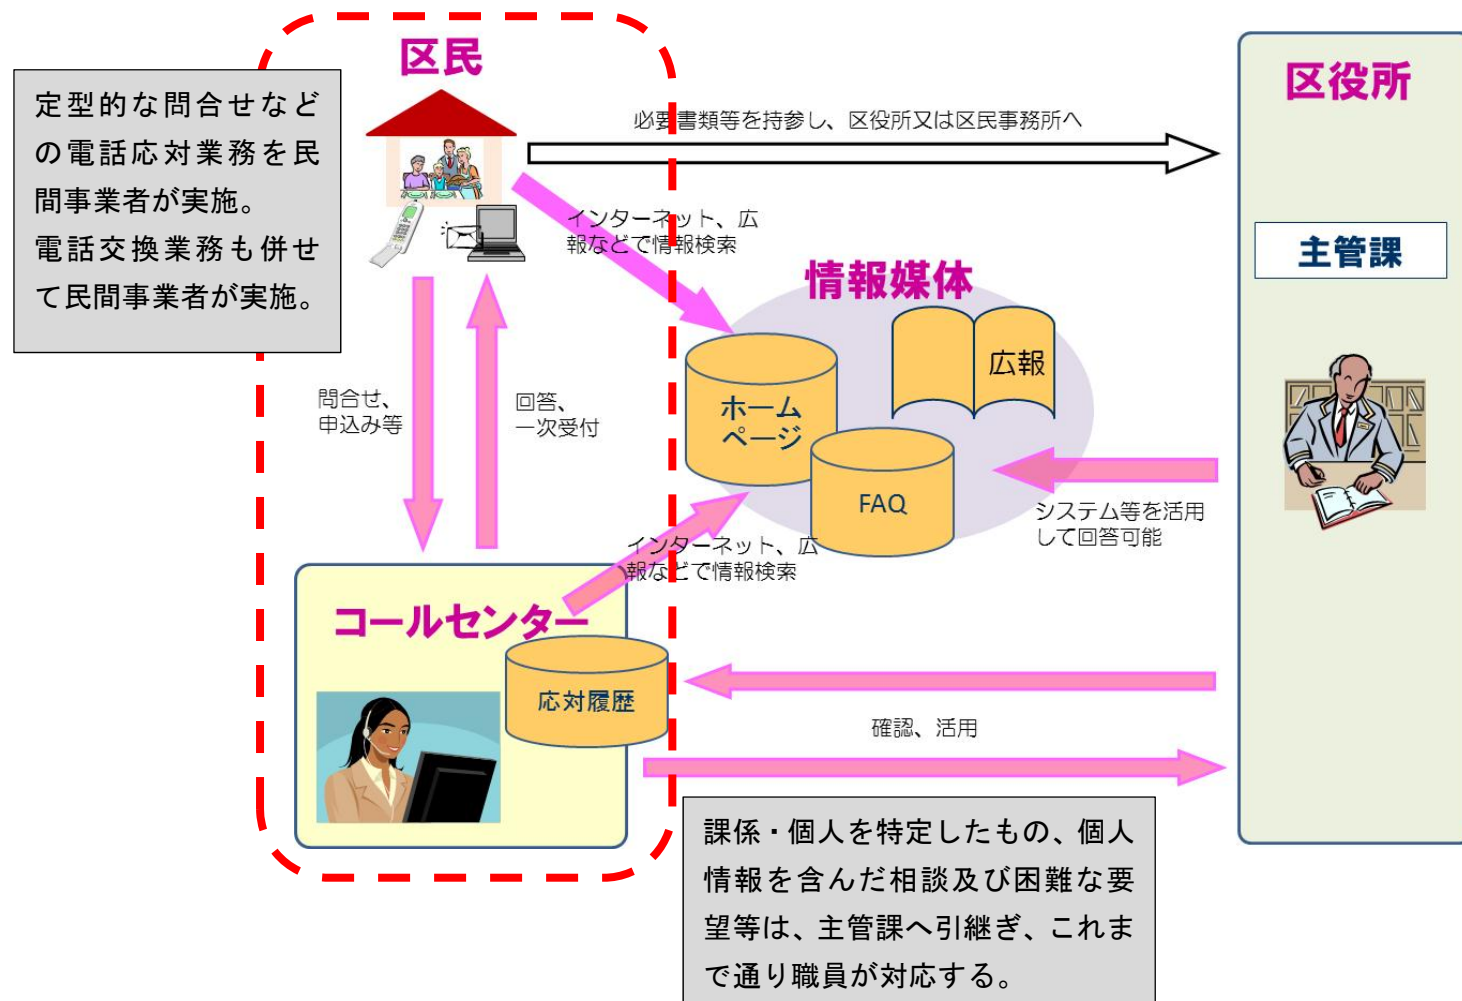 区民
区役所
定型的な問合せなど
の電話応対業務を民
間事業者が実施。
電話交換業務も併せ
て民間事業者が実施。
必要書類等を持参し、区役所又は区民事務所へ
インターネット、広
報などで情報検索
主管課
情報媒体
広報
ホーム
ページ
FAQ
問合せ、
申込み等
回答、
一次受付
システム等を活用
して回答可能
インターネット、広
報などで情報検索
コールセンター
応対履歴
確認、活用
課係・個人を特定したもの、個人
情報を含んだ相談及び困難な要
望等は、主管課へ引継ぎ、これま
で通り職員が対応する。